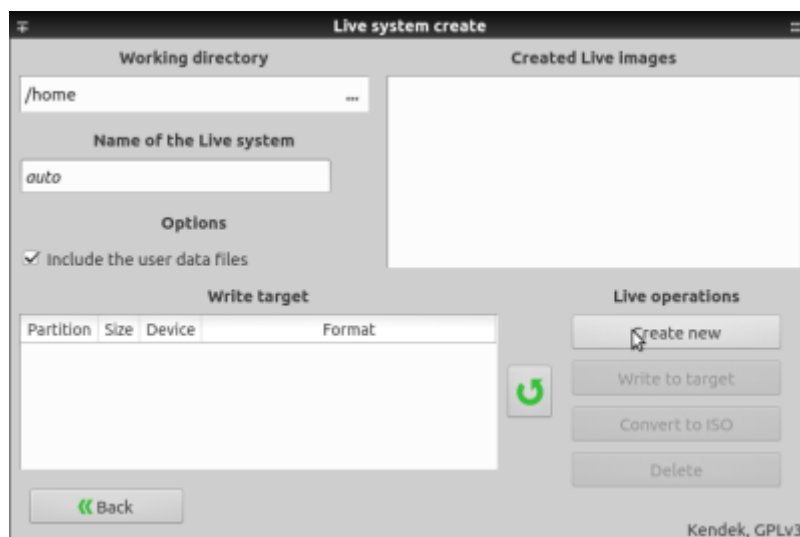 Live system create
Working directory
/home
...
Name of the Live system
auto
Options
Include the user data files
Created Live images
Write target
Partition Size Device Format
Live operations
Create new
Write to target
Convert to ISO
Delete
Back
Kendek, GPLv3